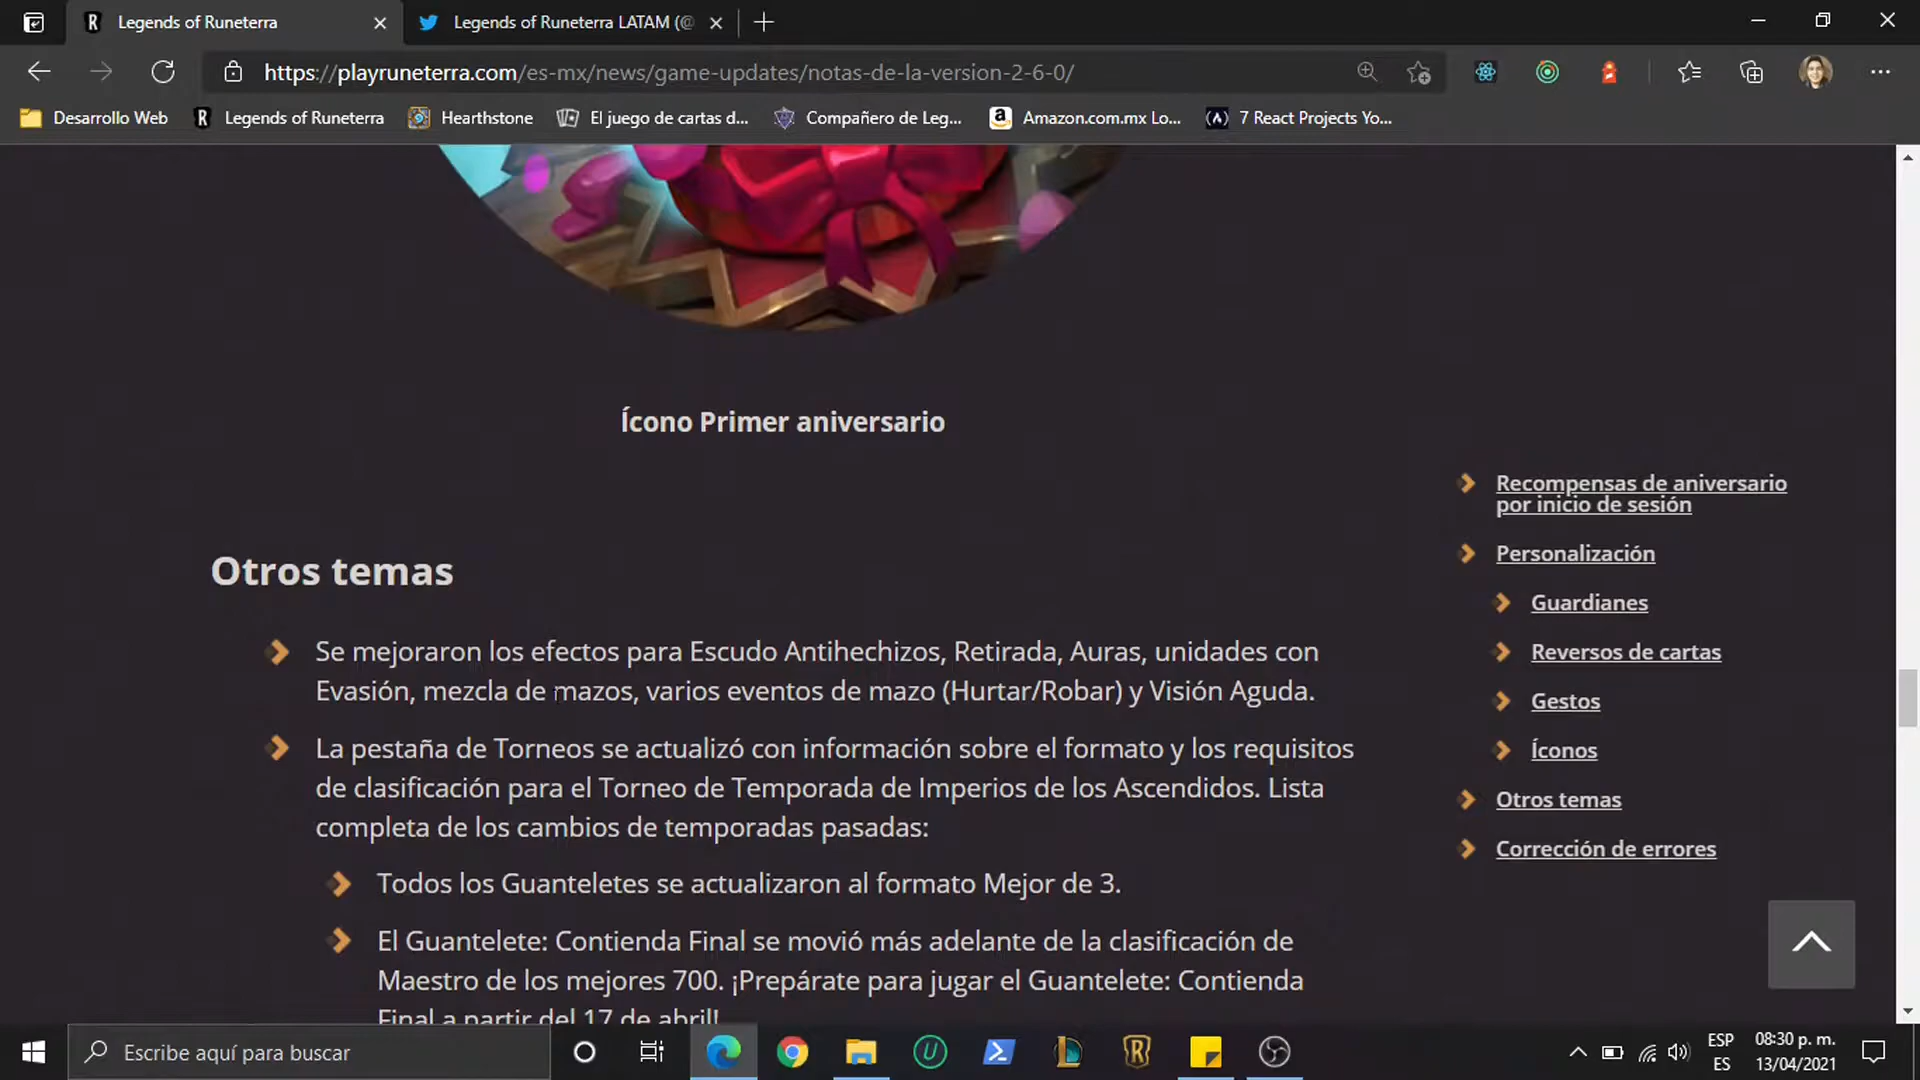 Legends of Runeterra
Legends of Runeterra LATAM (@
https://playruneterra.com/es-mx/news/game-updates/notas-de-la-version-2-6-0/
Desarrollo Web
Legends of Runeterra
Hearthstone
El juego de cartas d...
Compañero de Leg...
Amazon.com.mx Lo...
7 React Projects Yo...
Ícono Primer aniversario
Otros temas
Se mejoraron los efectos para Escudo Antihechizos, Retirada, Auras, unidades con
Evasión, mezcla de mazos, varios eventos de mazo (Hurtar/Robar) y Visión Aguda.
La pestaña de Torneos se actualizó con información sobre el formato y los requisitos
de clasificación para el Torneo de Temporada de Imperios de los Ascendidos. Lista
completa de los cambios de temporadas pasadas:
Todos los Guanteletes se actualizaron al formato Mejor de 3.
El Guantelete: Contienda Final se movió más adelante de la clasificación de
Maestro de los mejores 700. ¡Prepárate para jugar el Guantelete: Contienda
Final a partir del 17 de abril!
Recompensas de aniversario
por inicio de sesión
Personalización
Guardianes
Reversos de cartas
Gestos
Íconos
Otros temas
Corrección de errores
Escribe aquí para buscar
ESP
ES
08:30 p. m.
13/04/2021